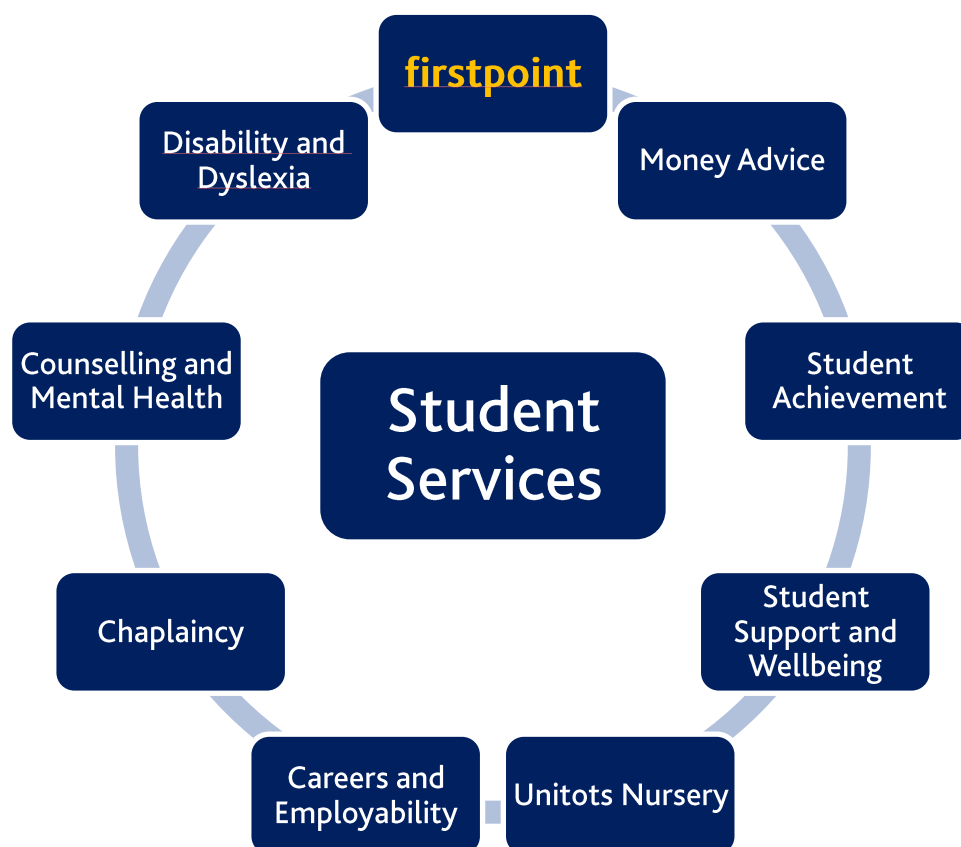 firstpoint
Money Advice
Student
Achievement
Student
Support and
Wellbeing
Unitots Nursery
Careers and
Employability
Chaplaincy
Counselling and
Mental Health
Disability and
Dyslexia
Student
Services